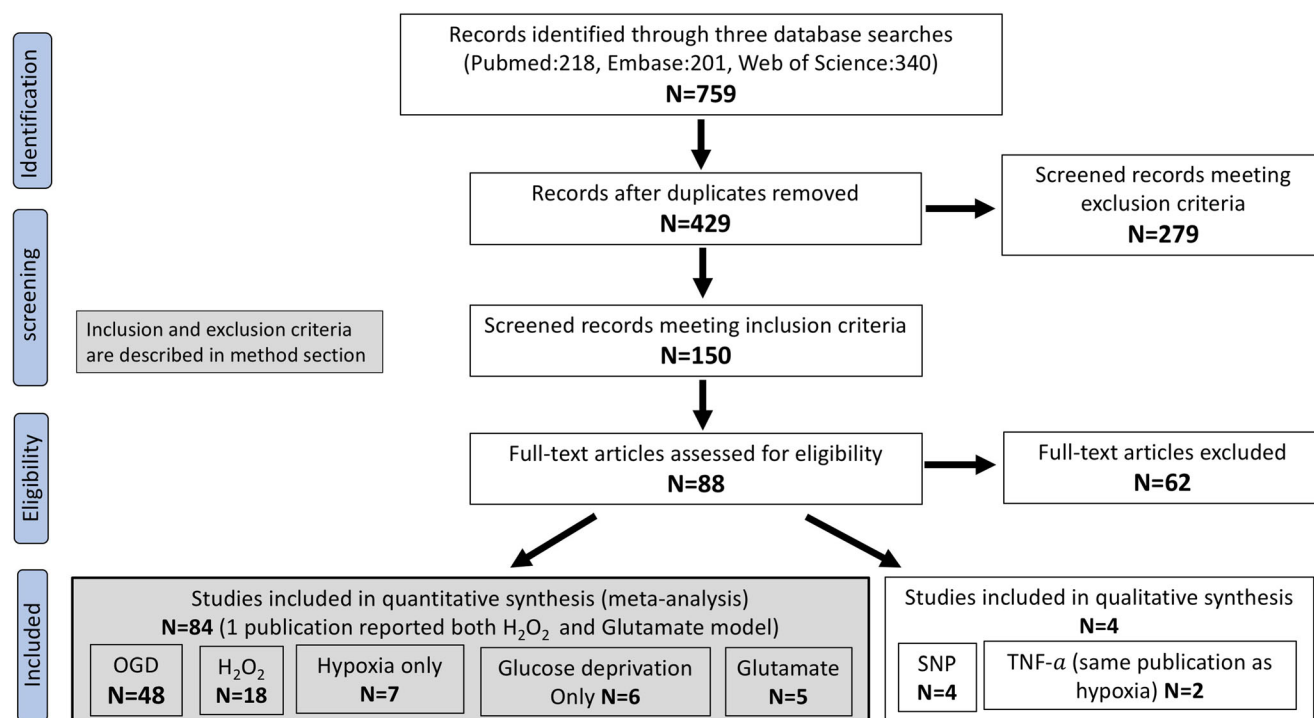 Identification
Records identified through three database searches
(Pubmed:218, Embase:201, Web of Science:340)
N=759
Records after duplicates removed
N=429
Screened records meeting
exclusion criteria
N=279
screening
Inclusion and exclusion criteria
are described in method section
Screened records meeting inclusion criteria
N=150
Eligibility
Full-text articles assessed for eligibility
N=88
Full-text articles excluded
N=62
Included
Studies included in quantitative synthesis (meta-analysis)
N=84 (1 publication reported both H₂O₂ and Glutamate model)
OGD
N=48
H₂O₂
N=18
Hypoxia only
N=7
Glucose deprivation
Only N=6
Glutamate
N=5
Studies included in qualitative synthesis
N=4
SNP
N=4
TNF-α (same publication as
hypoxia) N=2